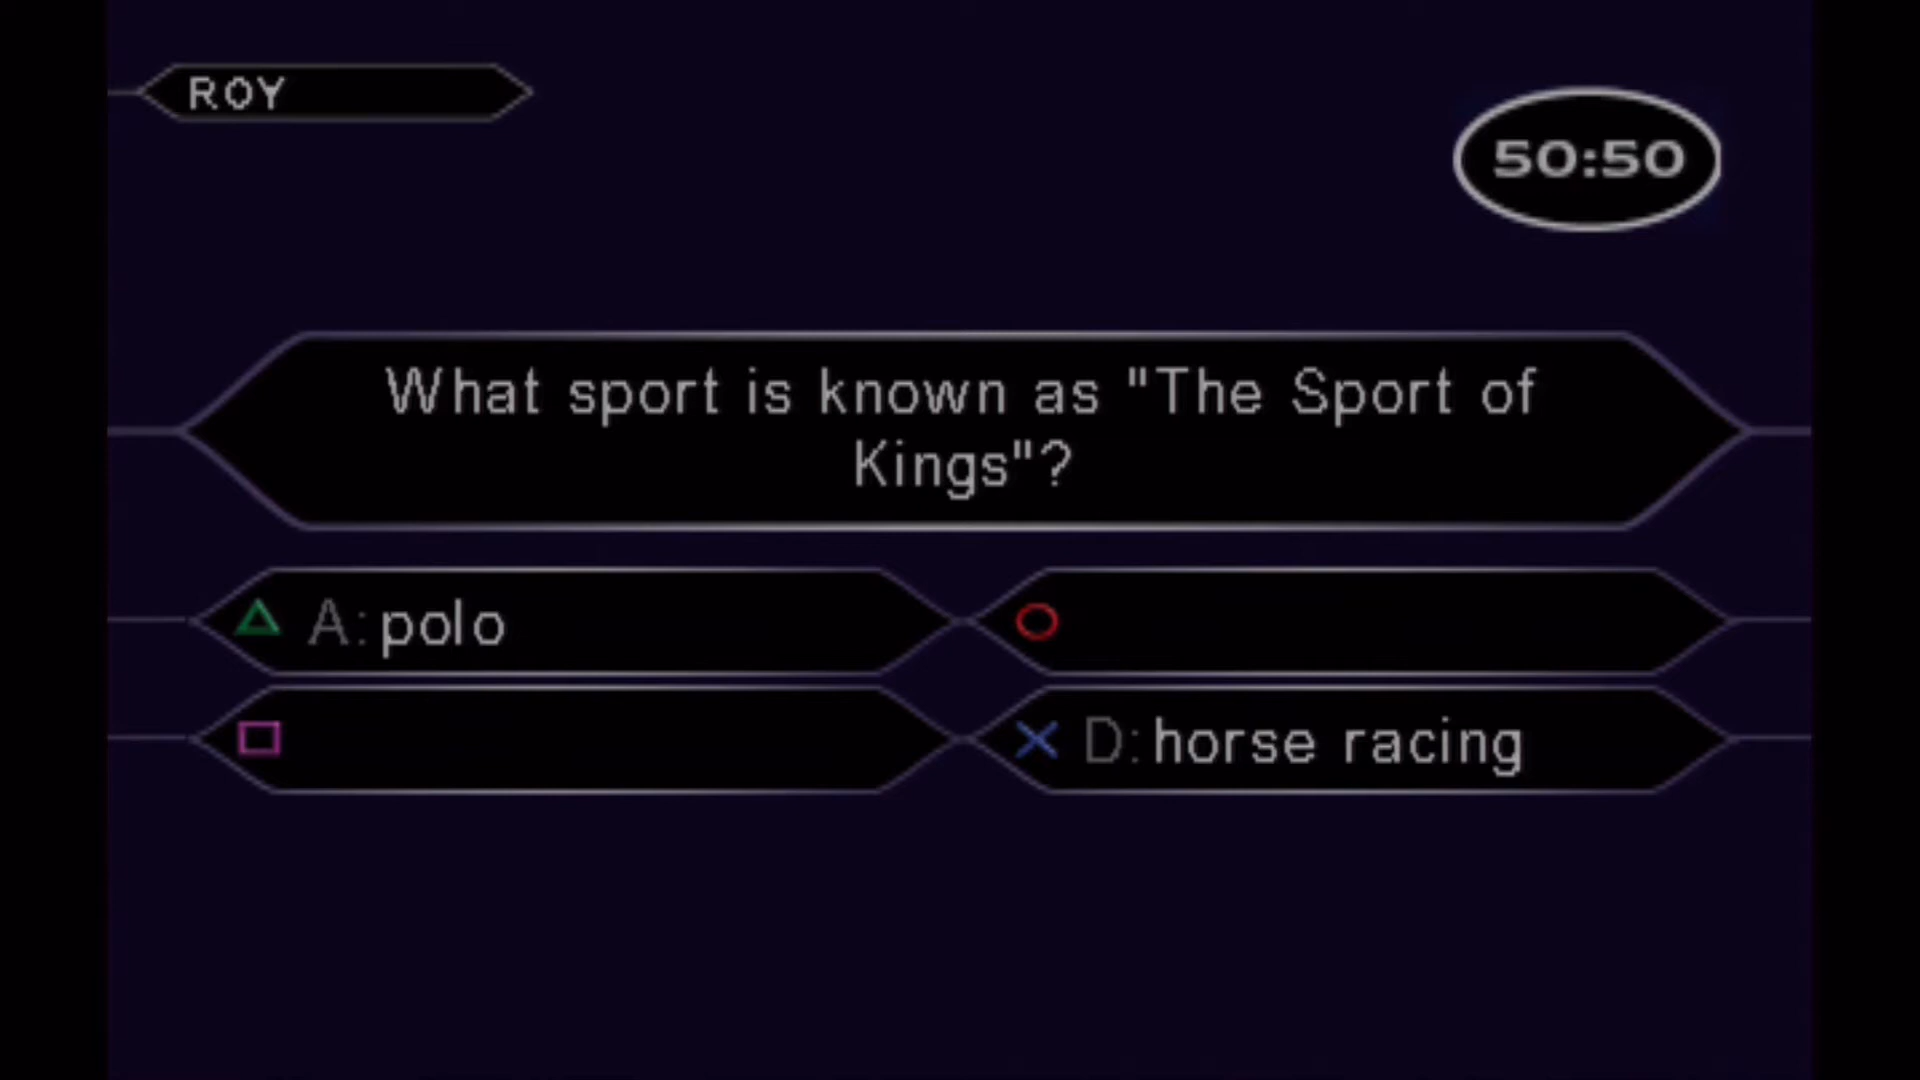 ROY
50:50
What sport is known as "The Sport of
Kings"?
A: polo
D: horse racing